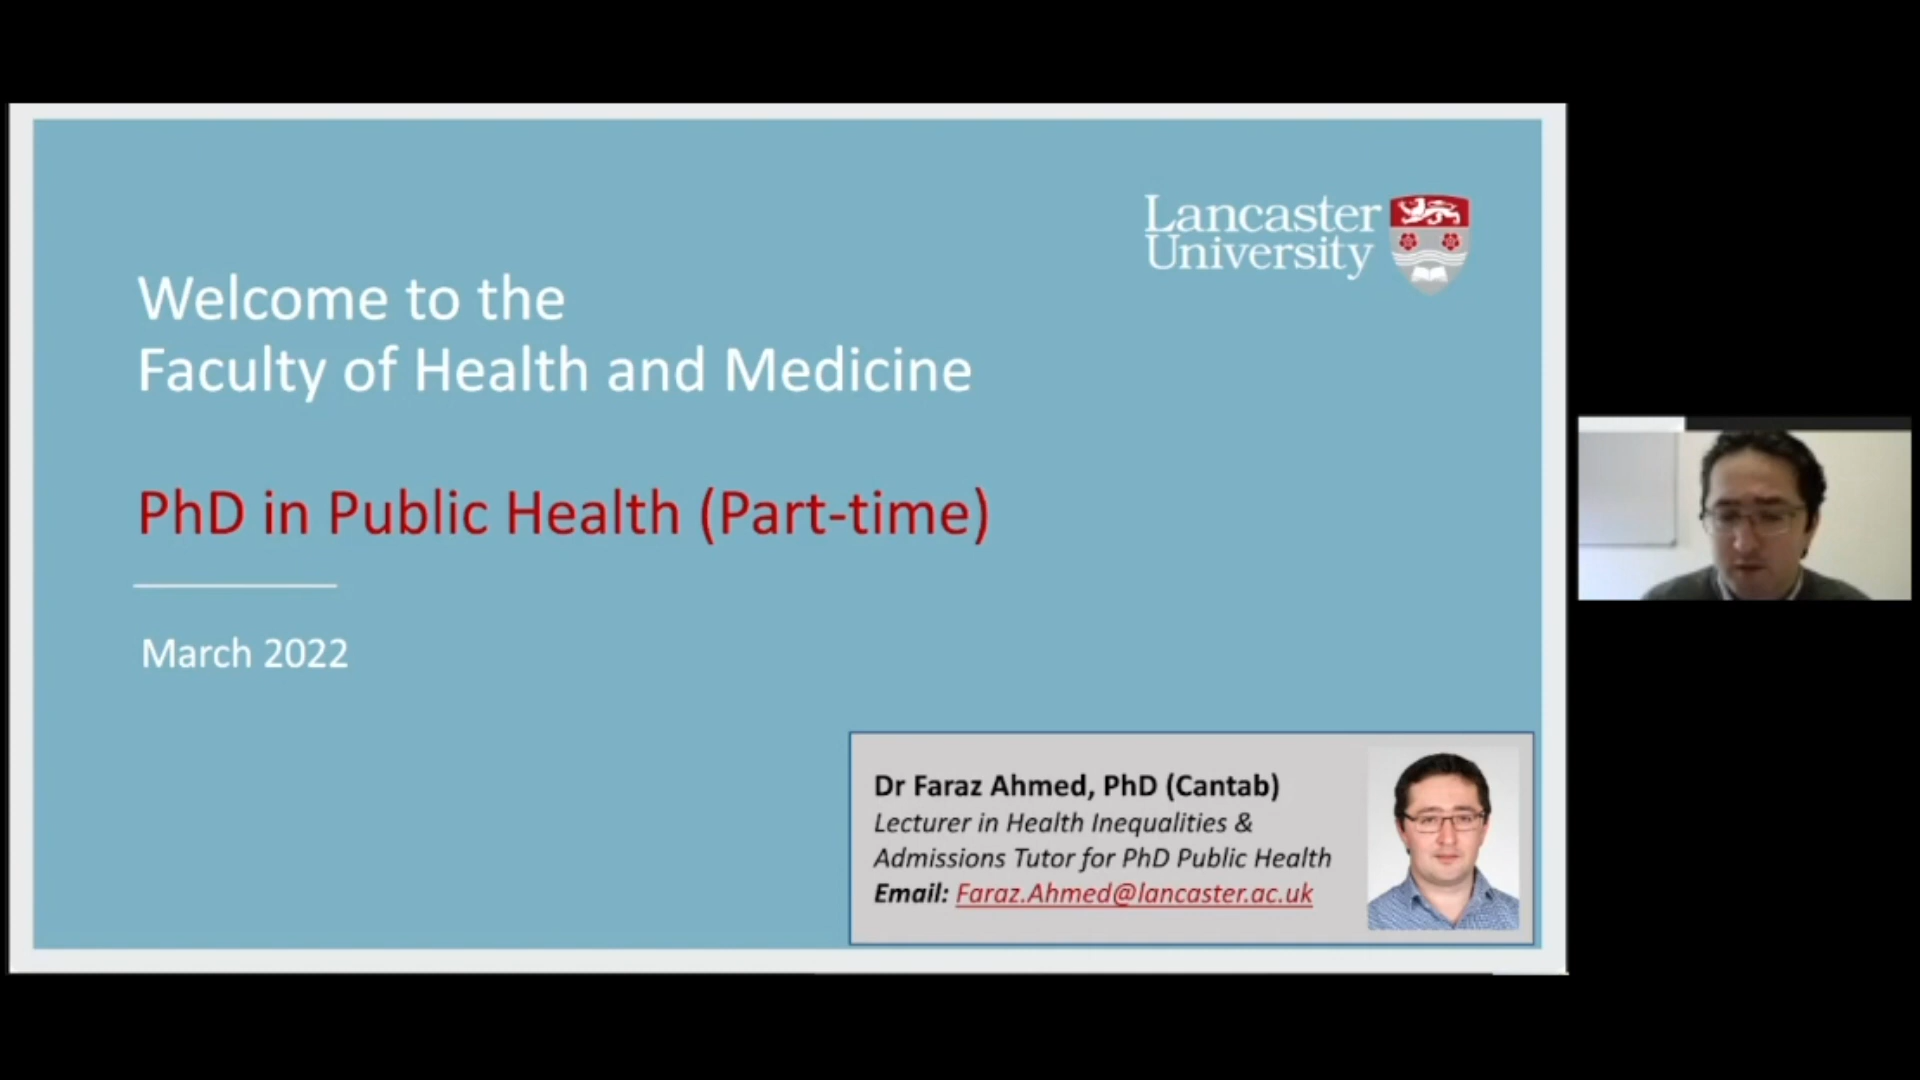 Lancaster
University
Welcome to the
Faculty of Health and Medicine
PhD in Public Health (Part-time)
March 2022
Dr Faraz Ahmed, PhD (Cantab)
Lecturer in Health Inequalities &
Admissions Tutor for PhD Public Health
Email: Faraz.Ahmed@lancaster.ac.uk